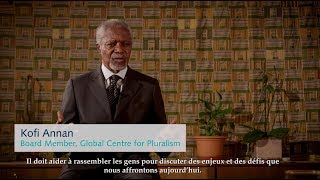 Kofi Annan
Board Member, Global Centre for Pluralism
Il doit aider à rassembler les gens pour discuter des enjeux et des défis que
nous affrontons aujourd'hui.